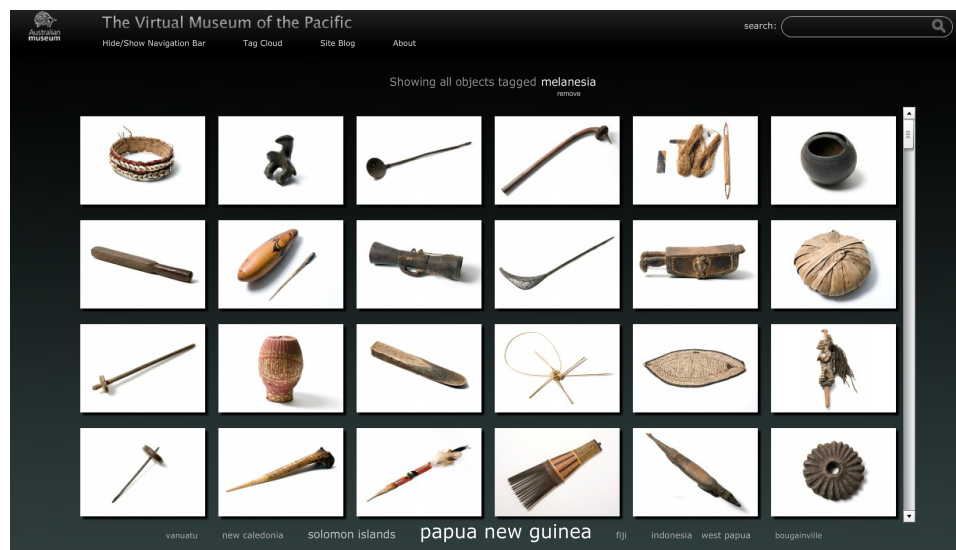 Australian
museum
The Virtual Museum of the Pacific
search:
Hide/Show Navigation Bar Tag Cloud Site Blog About
Showing all objects tagged melanesia
remove
vanuatu new caledonia solomon islands papua new guinea fiji indonesia west papua bougainville